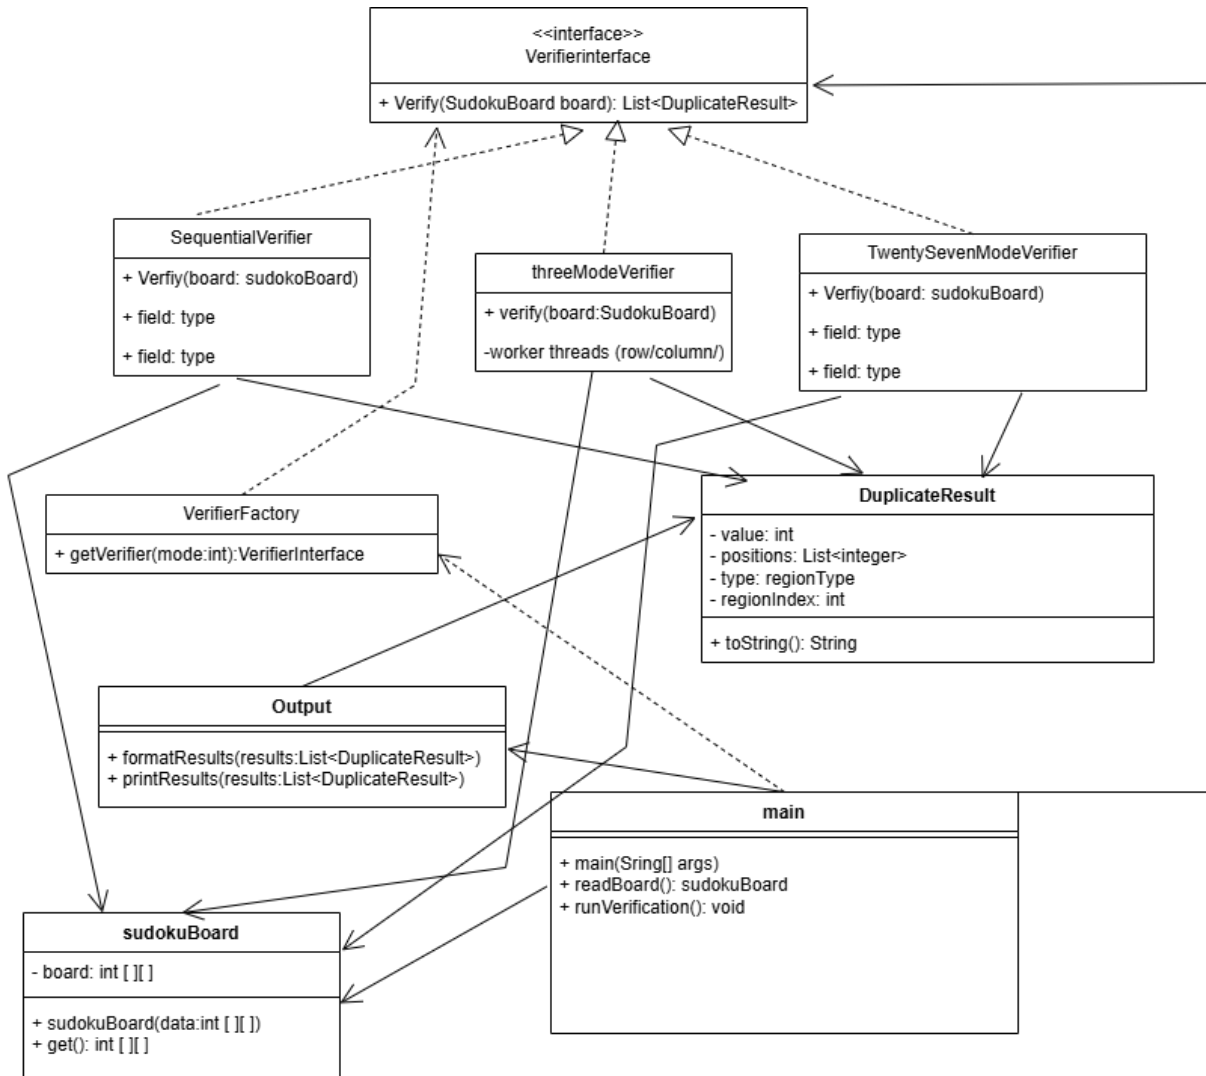 <<interface>>
Verifierinterface
+ Verify(SudokuBoard board): List<DuplicateResult>
SequentialVerifier
+ Verfiy(board: sudokoBoard)
+ field: type
+ field: type
threeModeVerifier
+ verify(board:SudokuBoard)
-worker threads (row/column/)
TwentySevenModeVerifier
+ Verfiy(board: sudokuBoard)
+ field: type
+ field: type
VerifierFactory
+ getVerifier(mode:int):VerifierInterface
DuplicateResult
- value: int
- positions: List<integer>
- type: regionType
- regionIndex: int
+ toString(): String
Output
+ formatResults(results:List<DuplicateResult>)
+ printResults(results:List<DuplicateResult>)
main
+ main(Sring[] args)
+ readBoard(): sudokuBoard
+ runVerification(): void
sudokuBoard
- board: int [ ][ ]
+ sudokuBoard(data:int [ ][ ])
+ get(): int [ ][ ]